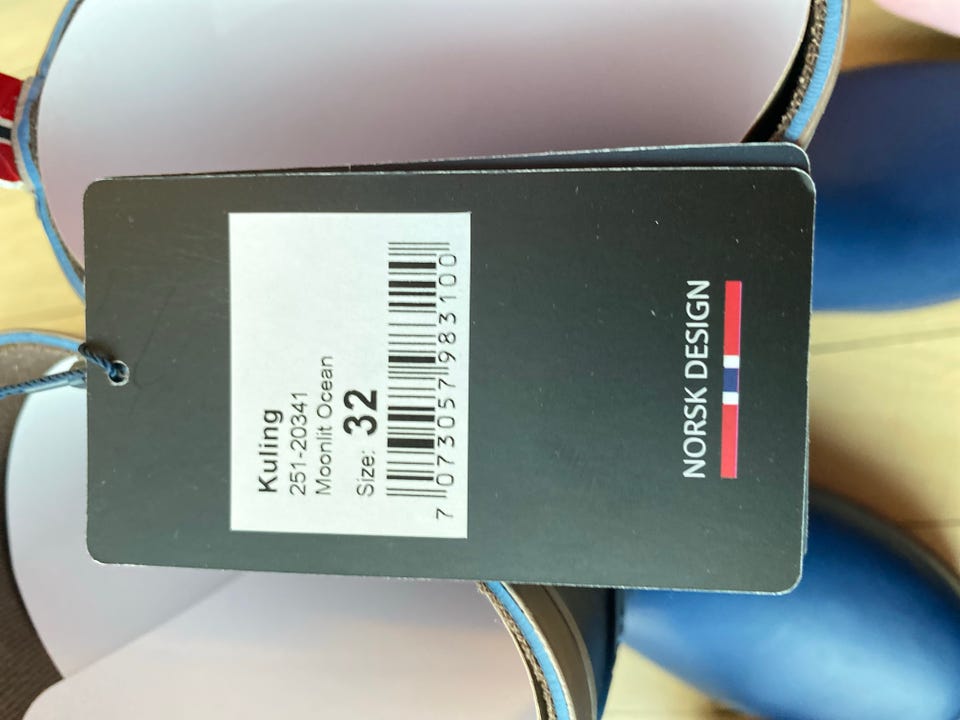 Kuling
251-20341
Moonlit Ocean
Size: 32
7 073057 983100
NORSK DESIGN